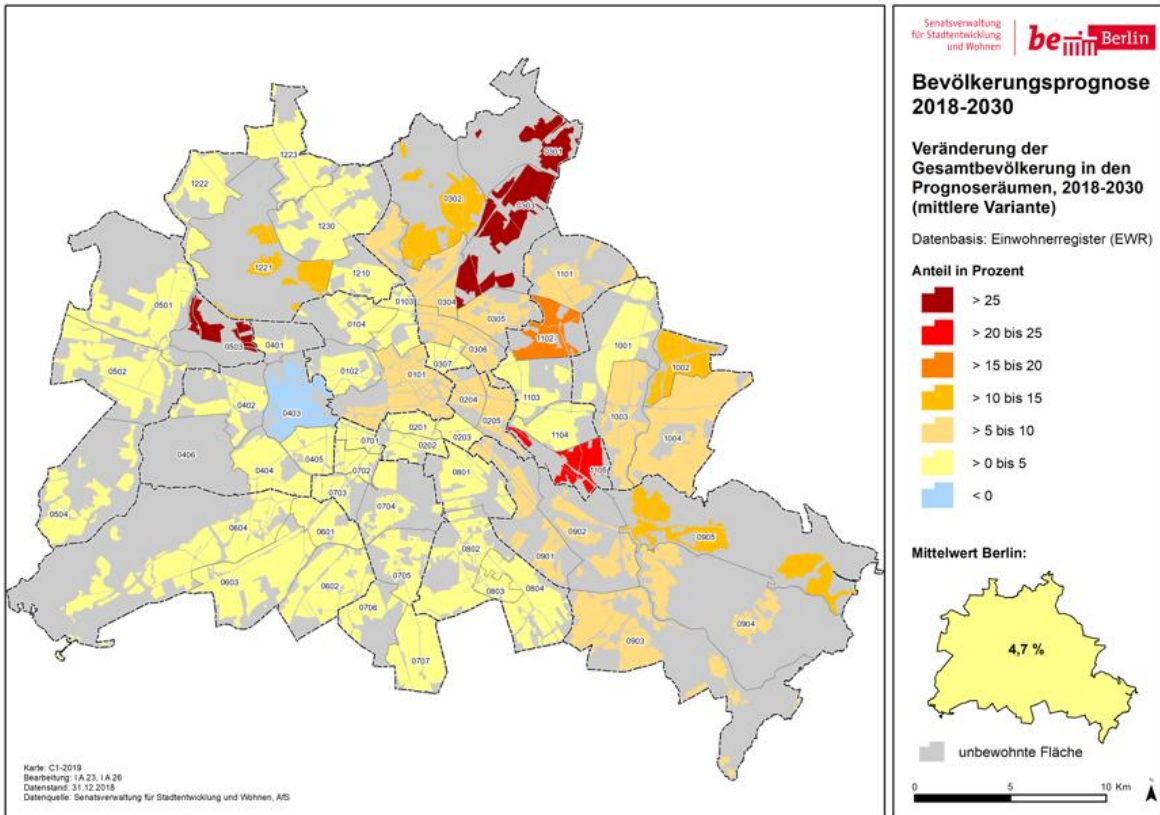 Senatsverwaltung
für Stadtentwicklung
und Wohnen
be Berlin
Bevölkerungsprognose
2018-2030
Veränderung der
Gesamtbevölkerung in den
Prognoseräumen, 2018-2030
(mittlere Variante)
Datenbasis: Einwohnerregister (EWR)
Anteil in Prozent
> 25
> 20 bis 25
> 15 bis 20
> 10 bis 15
> 5 bis 10
> 0 bis 5
< 0
Mittelwert Berlin:
4,7 %
unbewohnte Fläche
0 5 10 Km
N
0301
1223
1222
0302
0303
1230
1221
1210
1101
0501
0103
0304
0305
0104
1102
0503
0401
0306
1001
0502
0102
0307
1002
0101
0402
0204
1103
0403
0205
1003
0201
1104
1004
0701
0202
0203
0406
0405
0404
0702
0801
1105
0703
0504
0704
0604
0601
0902
0905
0802
0901
0603
0602
0705
0803
0804
0706
0904
0903
0707
Karte: C1-2019
Bearbeitung: I A 23, I A 26
Datenstand: 31.12.2018
Datenquelle: Senatsverwaltung für Stadtentwicklung und Wohnen, AfS